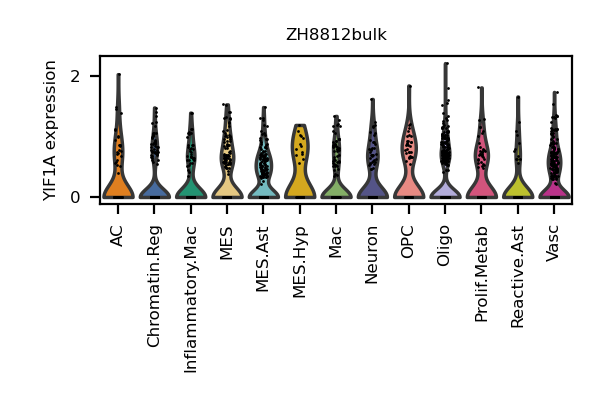 ZH8812bulk
YIF1A expression
2
0
AC
Chromatin.Reg
Inflammatory.Mac
MES
MES.Ast
MES.Hyp
Mac
Neuron
OPC
Oligo
Prolif.Metab
Reactive.Ast
Vasc